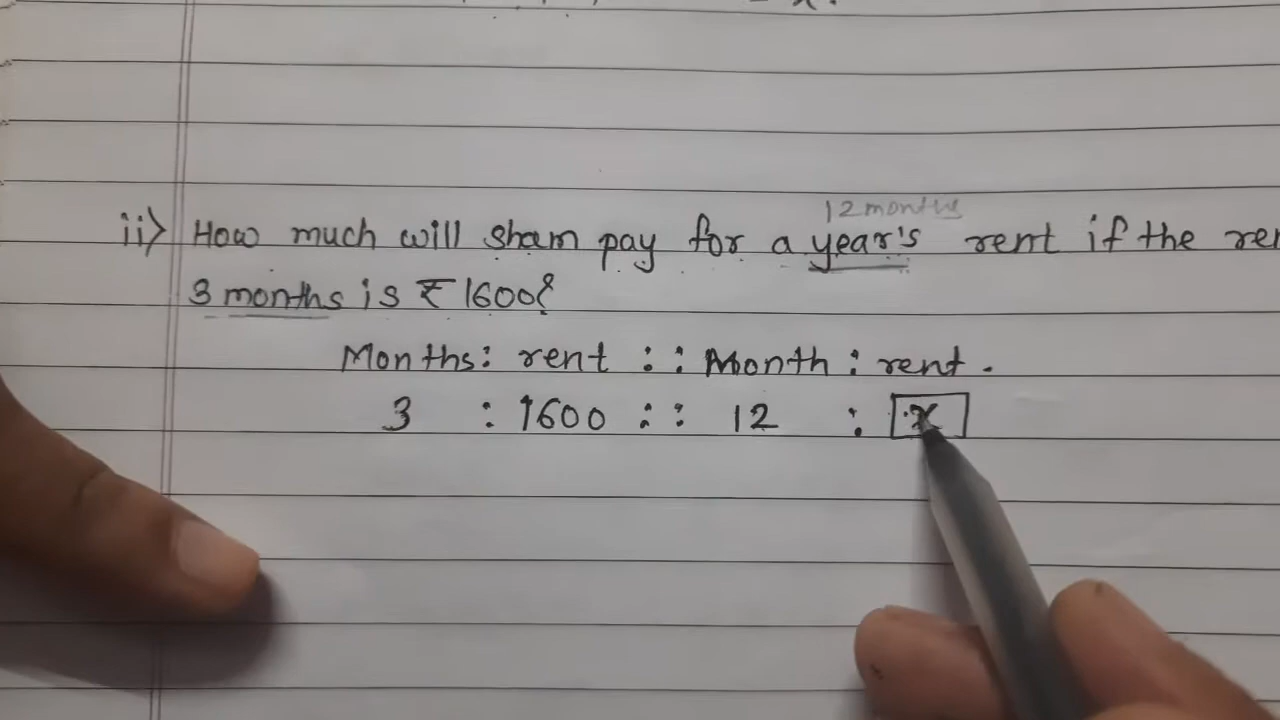 12 months
ii) How much will sham pay for a year's rent if the
3 months is ₹ 1600?
Months : rent : : Month : rent .
3 : 1600 : : 12 : x